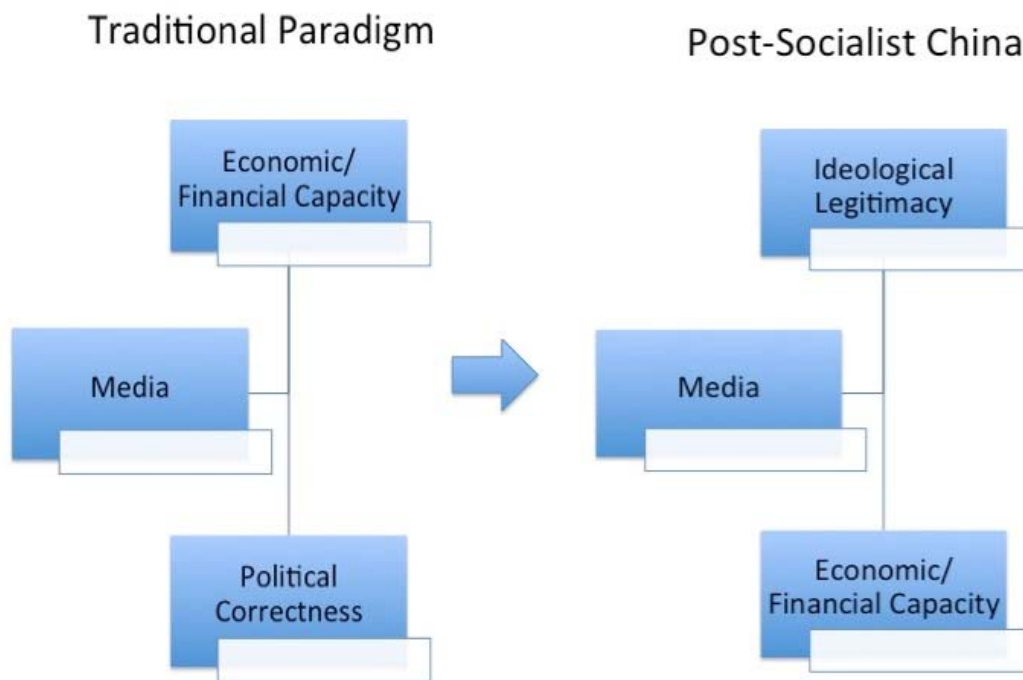 Traditional Paradigm
Economic/
Financial Capacity
Media
Political
Correctness
Post-Socialist China
Ideological
Legitimacy
Media
Economic/
Financial Capacity